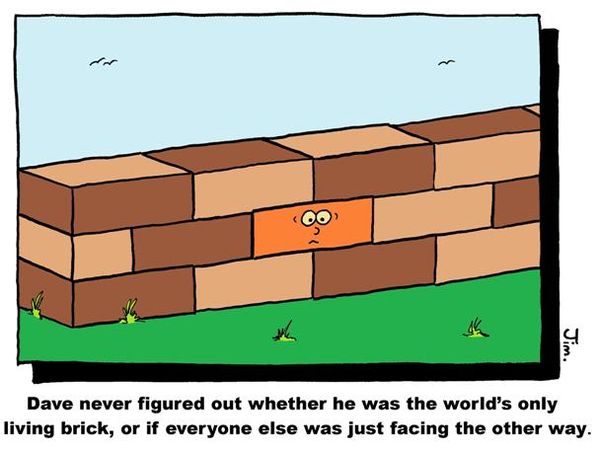 Jim.
Dave never figured out whether he was the world's only
living brick, or if everyone else was just facing the other way.